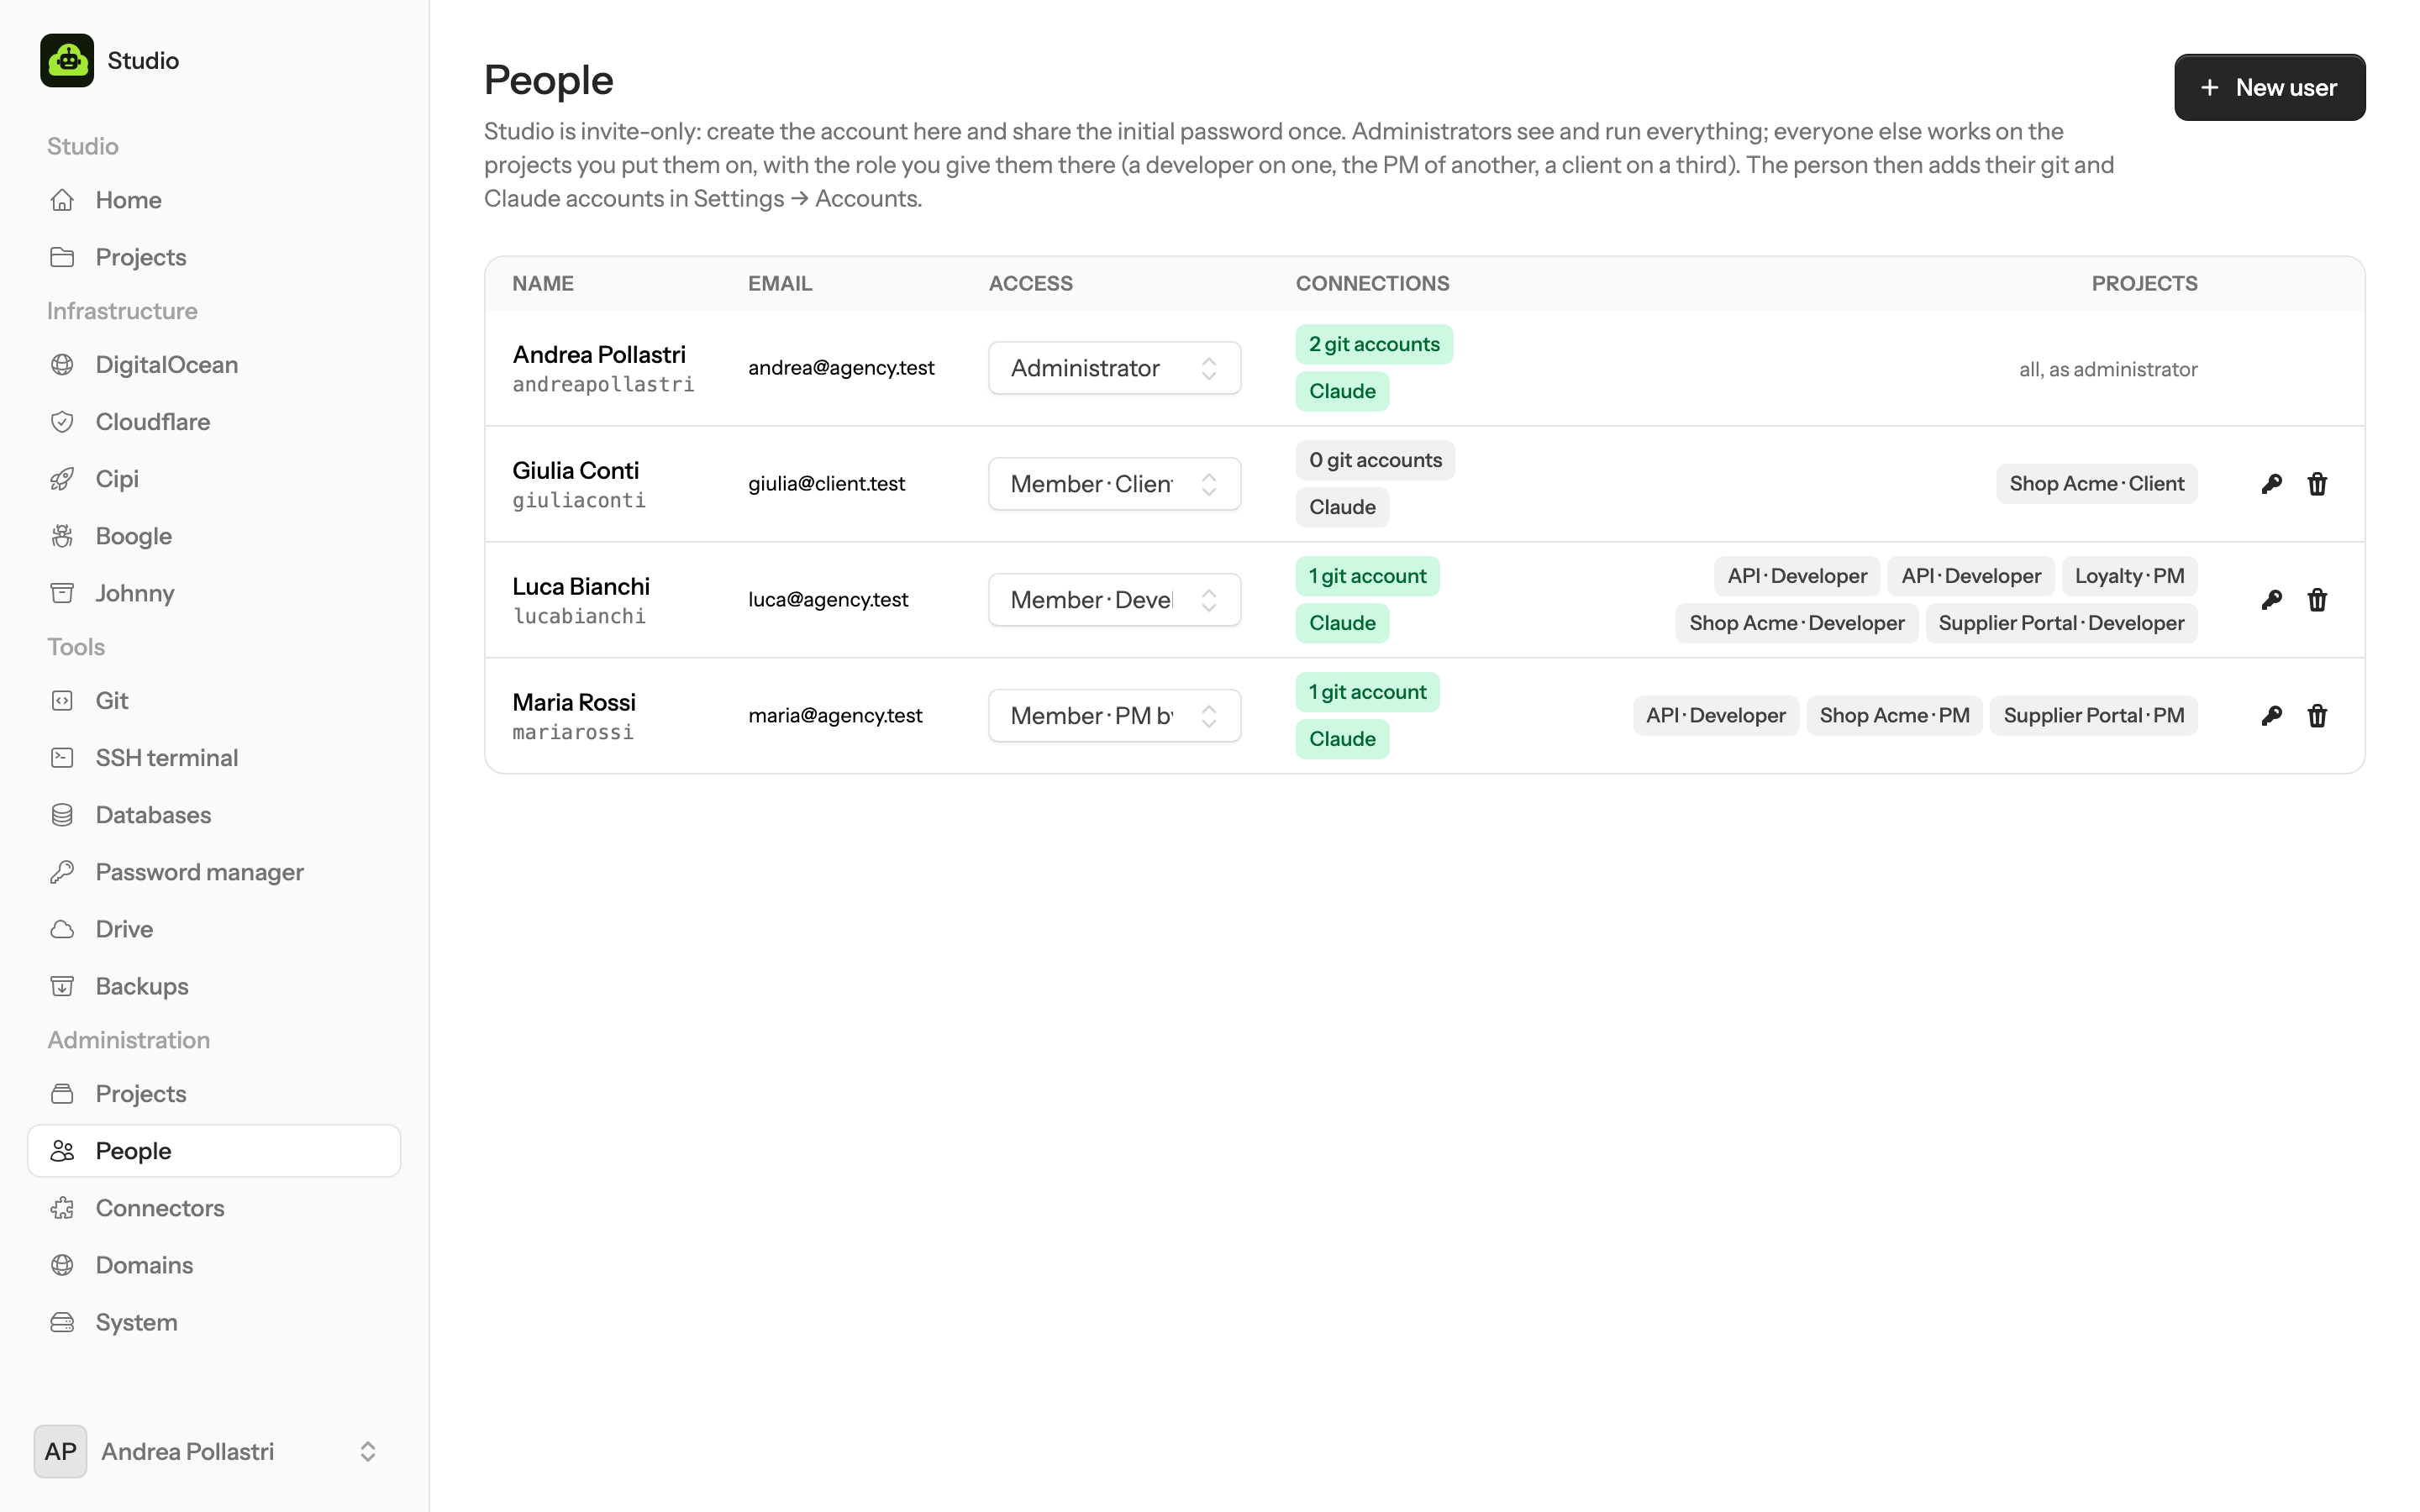 Studio
Studio
Home
Projects
Infrastructure
DigitalOcean
Cloudflare
Cipi
Boogle
Johnny
Tools
Git
SSH terminal
Databases
Password manager
Drive
Backups
Administration
Projects
People
Connectors
Domains
System
AP Andrea Pollastri
People
New user
Studio is invite-only: create the account here and share the initial password once. Administrators see and run everything; everyone else works on the
projects you put them on, with the role you give them there (a developer on one, the PM of another, a client on a third). The person then adds their git and
Claude accounts in Settings → Accounts.
NAME EMAIL ACCESS CONNECTIONS PROJECTS
Andrea Pollastri
andreapollastri
andrea@agency.test
Administrator
2 git accounts
Claude
all, as administrator
Giulia Conti
giuliaconti
giulia@client.test
Member · Client
0 git accounts
Claude
Shop Acme · Client
Luca Bianchi
lucabianchi
luca@agency.test
Member · Devel
1 git account
Claude
API · Developer API · Developer Loyalty · PM
Shop Acme · Developer Supplier Portal · Developer
Maria Rossi
mariarossi
maria@agency.test
Member · PM by
1 git account
Claude
API · Developer Shop Acme · PM Supplier Portal · PM